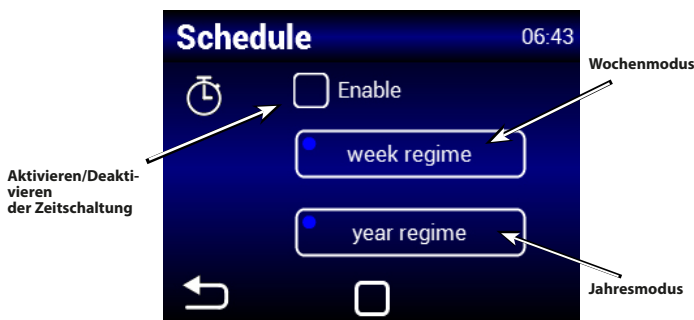 Schedule 06:43
Wochenmodus
Enable
week regime
Aktivieren/Deakti-
vieren
der Zeitschaltung
year regime
Jahresmodus